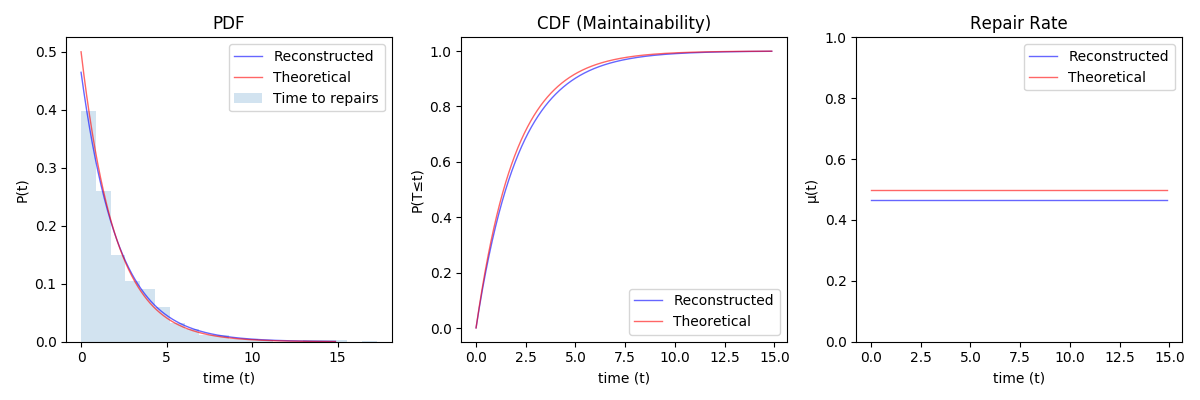 PDF
P(t)
0.5
0.4
0.3
0.2
0.1
0.0
0 5 10 15
time (t)
Reconstructed
Theoretical
Time to repairs
CDF (Maintainability)
P(T≤t)
1.0
0.8
0.6
0.4
0.2
0.0
0.0 2.5 5.0 7.5 10.0 12.5 15.0
time (t)
Reconstructed
Theoretical
Repair Rate
μ(t)
1.0
0.8
0.6
0.4
0.2
0.0
0.0 2.5 5.0 7.5 10.0 12.5 15.0
time (t)
Reconstructed
Theoretical